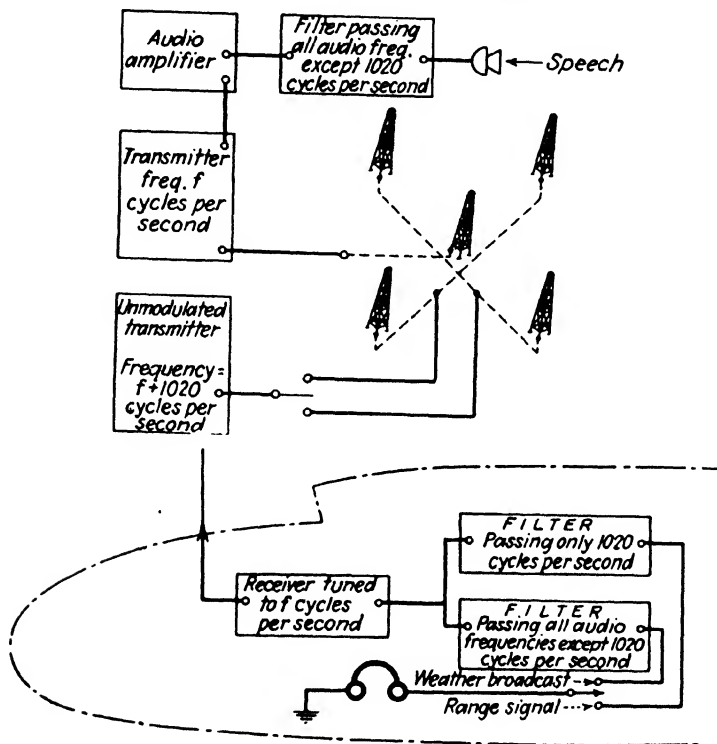 Audio
amplifier
Filter passing
all audio freq.
except 1020
cycles per second
Speech
Transmitter
freq. f
cycles per
second
Unmodulated
transmitter
Frequency=
f+1020
cycles per
second
FILTER
Passing only 1020
cycles per second
Receiver tuned
to f cycles
per second
FILTER
Passing all audio
frequencies except 1020
cycles per second
Weather broadcast
Range signal